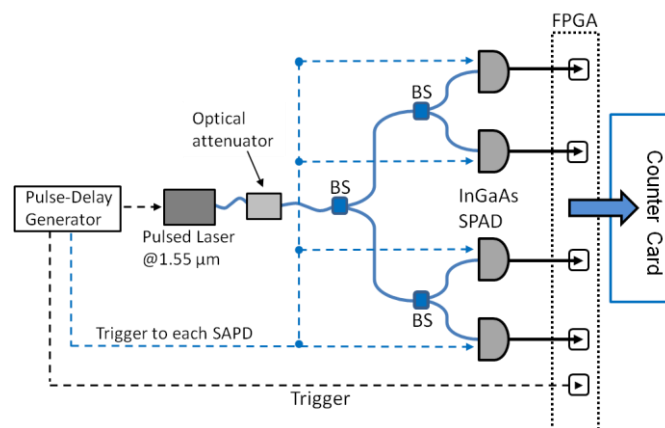 FPGA
BS
Optical
attenuator
BS
InGaAs
SPAD
Counter Card
Pulse-Delay
Generator
Pulsed Laser
@1.55 µm
BS
Trigger to each SAPD
Trigger